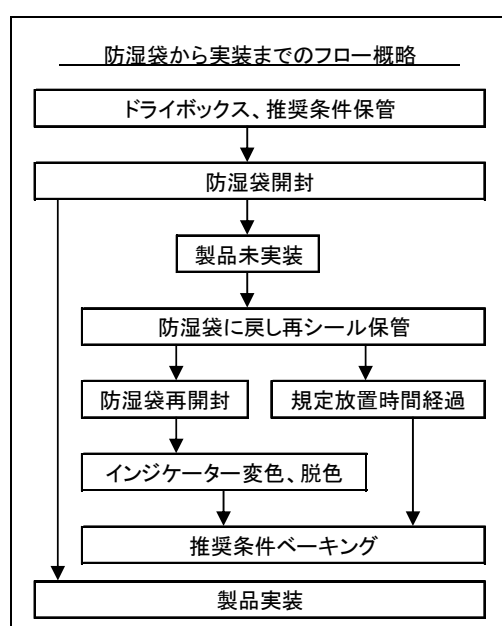 防湿袋から実装までのフロー概略
ドライボックス、推奨条件保管
防湿袋開封
製品未実装
防湿袋に戻し再シール保管
防湿袋再開封
規定放置時間経過
インジケーター変色、脱色
推奨条件ベーキング
製品実装